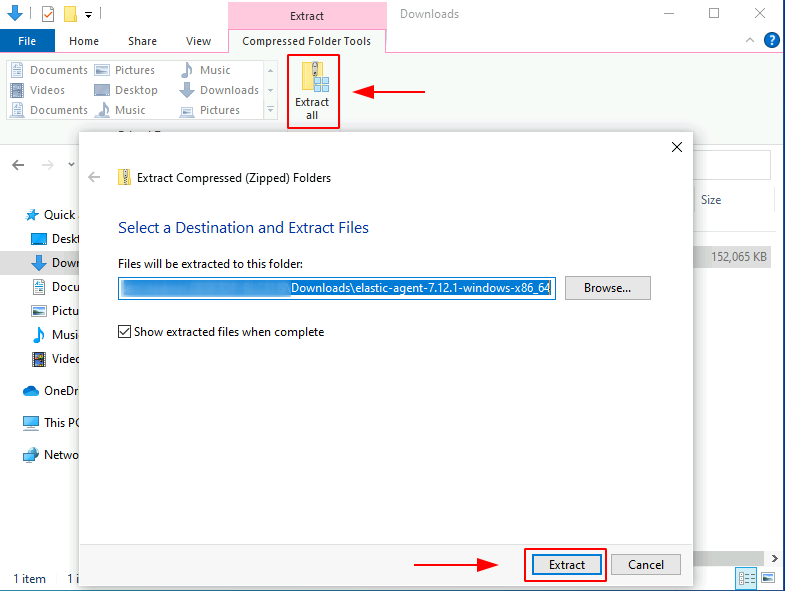 Extract
Downloads
File
Home
Share
View
Compressed Folder Tools
Documents
Pictures
Music
Videos
Desktop
Downloads
Documents
Music
Pictures
Extract
all
Extract Compressed (Zipped) Folders
Select a Destination and Extract Files
Files will be extracted to this folder:
Downloads\elastic-agent-7.12.1-windows-x86_64
Browse...
Show extracted files when complete
Size
152,065 KB
Quick
Deskt
Down
Docu
Pictu
Music
Video
OneDr
This PC
Netwo
Extract
Cancel
1 item
1 i